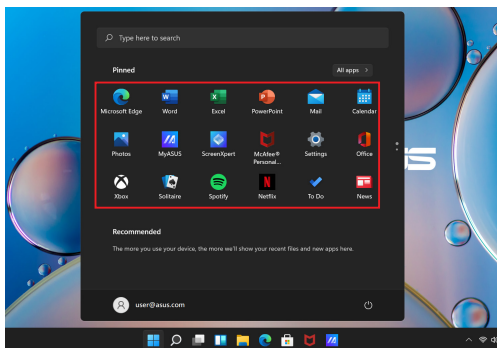 Type here to search
Pinned
All apps >
Microsoft Edge Word Excel PowerPoint Mail Calendar
Photos MyASUS ScreenXpert McAfee® Personal... Settings Office
Xbox Solitaire Spotify Netflix To Do News
Recommended
The more you use your device, the more we'll show your recent files and new apps here.
user@asus.com